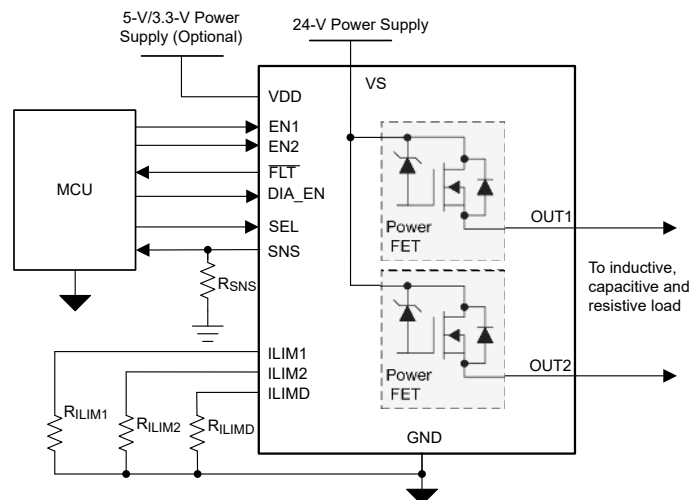 5-V/3.3-V Power
Supply (Optional)
24-V Power Supply
VDD
VS
EN1
EN2
FLT
DIA_EN
SEL
SNS
MCU
RSNS
Power
FET
OUT1
To inductive,
capacitive and
resistive load
Power
FET
OUT2
ILIM1
ILIM2
ILIMD
RILIM1
RILIM2
RILIMD
GND